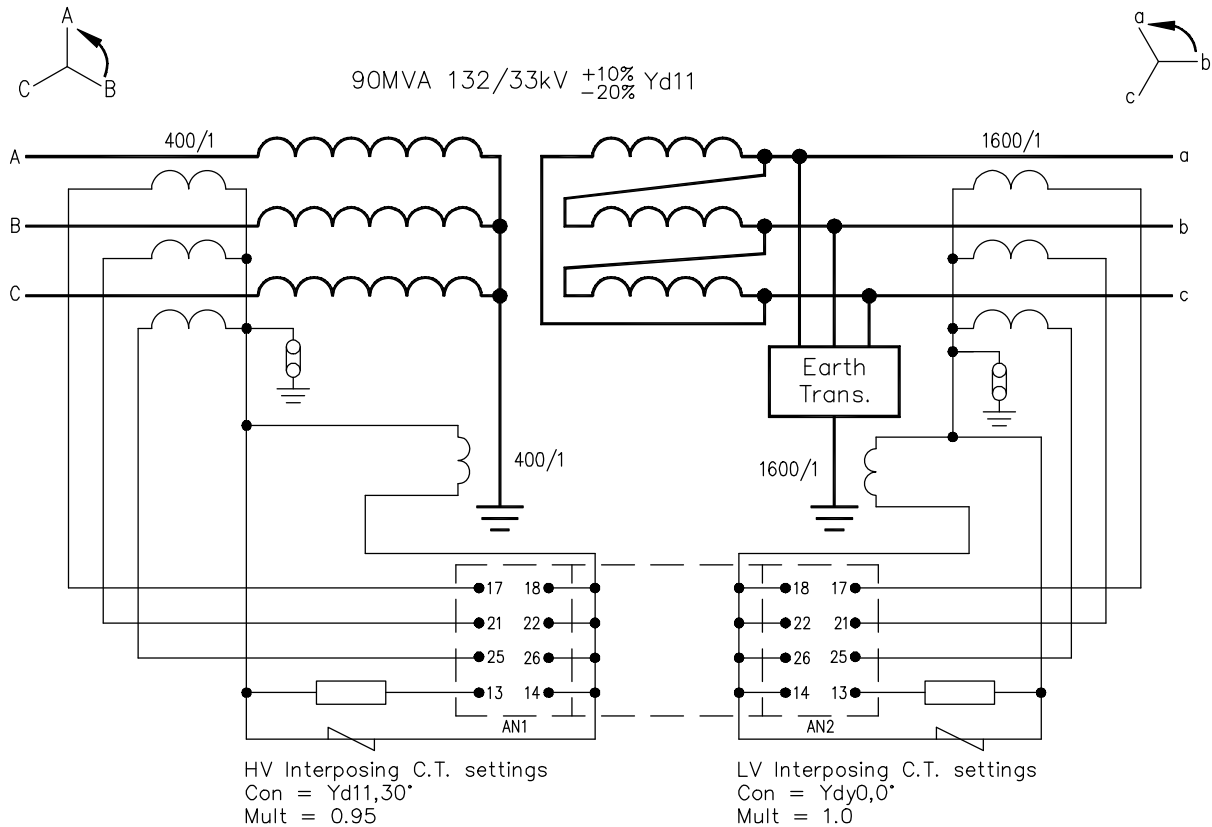 A
C
B
90MVA 132/33kV +10% -20% Yd11
a
b
c
400/1
1600/1
A
a
B
b
C
c
Earth
Trans.
400/1
1600/1
17 18
18 17
21 22
22 21
25 26
26 25
13 14
14 13
AN1
AN2
HV Interposing C.T. settings
Con = Yd11,30°
Mult = 0.95
LV Interposing C.T. settings
Con = Ydy0,0°
Mult = 1.0